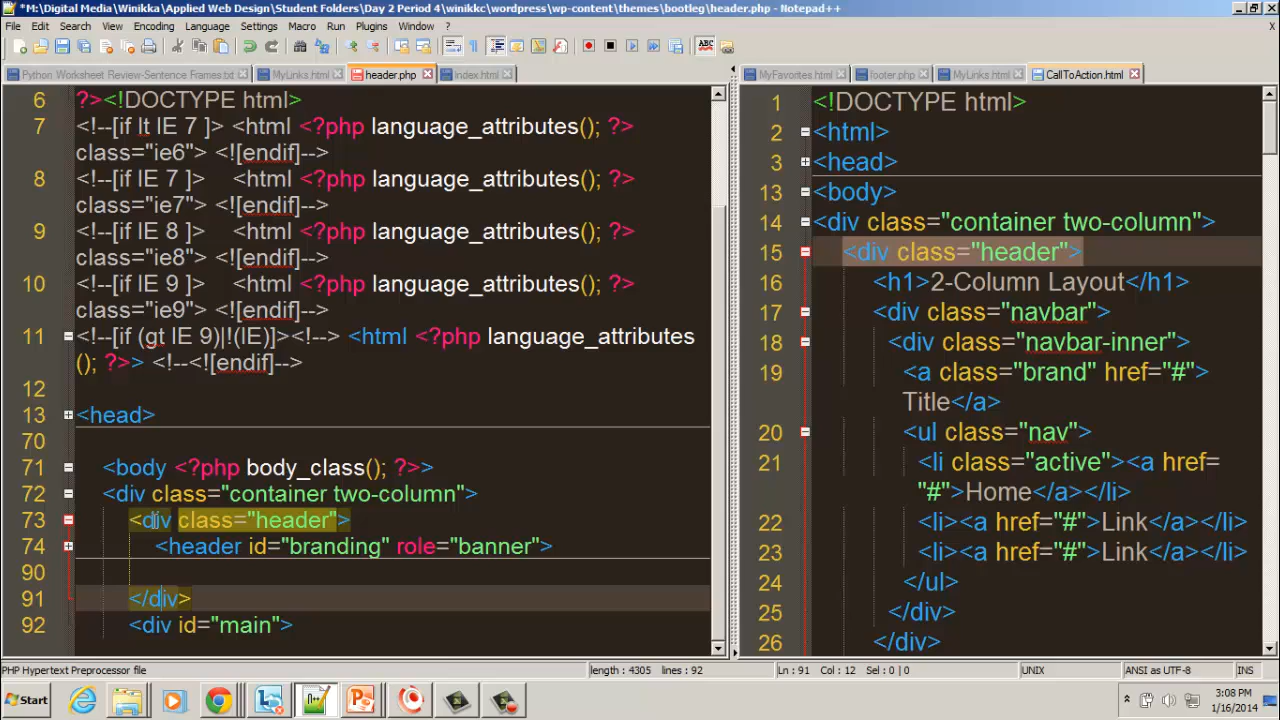 *M:\Digital Media\Winikka\Applied Web Design\Student Folders\Day 2 Period 4\winikkc\wordpress\wp-content\themes\bootleg\header.php - Notepad++
File Edit Search View Encoding Language Settings Macro Run Plugins Window ? X
ABC
Python Worksheet Review-Sentence Frames.txt MyLinks.html header.php index.html
6 ?><!DOCTYPE html>
7 <!--[if lt IE 7 ]> <html <?php language_attributes(); ?>
class="ie6"> <![endif]-->
8 <!--[if IE 7 ]> <html <?php language_attributes(); ?>
class="ie7"> <![endif]-->
9 <!--[if IE 8 ]> <html <?php language_attributes(); ?>
class="ie8"> <![endif]-->
10 <!--[if IE 9 ]> <html <?php language_attributes(); ?>
class="ie9"> <![endif]-->
11 <!--[if (gt IE 9)|!(IE)]><!--> <html <?php language_attributes
(); ?>> <!--<![endif]-->
12
13 <head>
70
71 <body <?php body_class(); ?>>
72 <div class="container two-column">
73 <div class="header">
74 <header id="branding" role="banner">
90
91 </div>
92 <div id="main">
MyFavorites.html footer.php MyLinks.html CallToAction.html
1 <!DOCTYPE html>
2 <html>
3 <head>
13 <body>
14 <div class="container two-column">
15 <div class="header">
16 <h1>2-Column Layout</h1>
17 <div class="navbar">
18 <div class="navbar-inner">
19 <a class="brand" href="#">
Title</a>
20 <ul class="nav">
21 <li class="active"><a href=
"#">Home</a></li>
22 <li><a href="#">Link</a></li>
23 <li><a href="#">Link</a></li>
24 </ul>
25 </div>
26 </div>
PHP Hypertext Preprocessor file length : 4305 lines : 92 Ln : 91 Col : 12 Sel : 0 | 0 UNIX ANSI as UTF-8 INS
Start 3:08 PM
1/16/2014